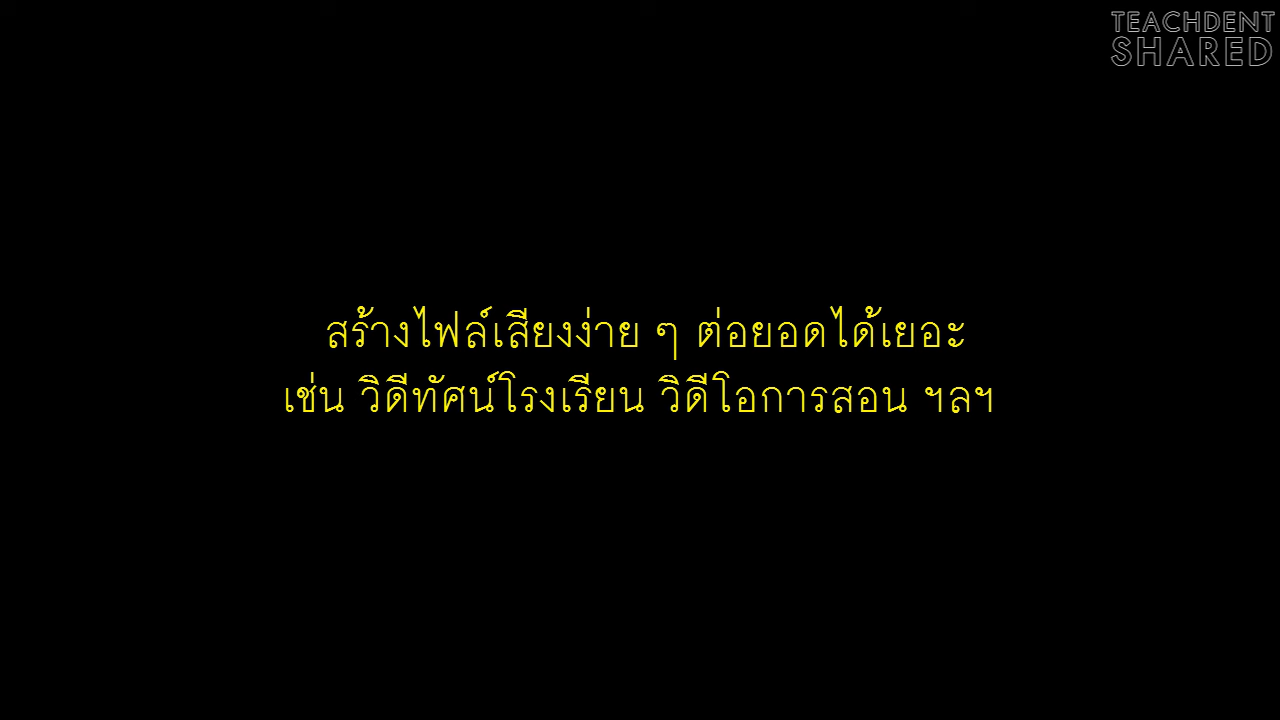 TEACHDENT
SHARED
สร้างไฟล์เสียงง่าย ๆ ต่อยอดได้เยอะ
เช่น วิดีทัศน์โรงเรียน วิดีโอการสอน ฯลฯ